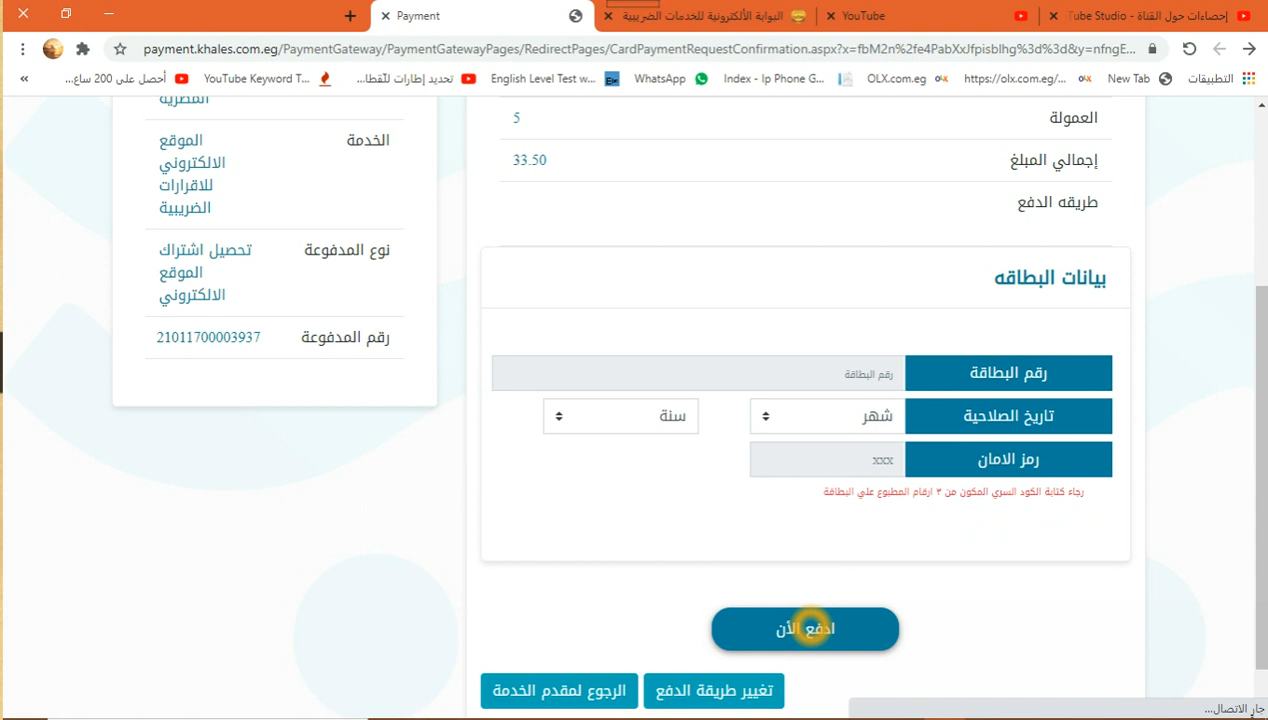 Payment
البوابة الألكترونية للخدمات الضريبية
YouTube
إحصاءات حول القناة - Tube Studio
payment.khales.com.eg/PaymentGateway/PaymentGatewayPages/RedirectPages/CardPaymentRequestConfirmation.aspx?x=fbM2n%2fe4PabXxJfpisblhg%3d%3d&y=nfngE...
التطبيقات
New Tab
https://olx.com.eg/...
OLX.com.eg
Index - Ip Phone G...
WhatsApp
English Level Test w...
تحديد إطارات للّقطا...
YouTube Keyword T...
أحصل على 200 ساع...
»
المصرية
الخدمة
الموقع
الالكتروني
للاقرارات
الضريبية
نوع المدفوعة
تحصيل اشتراك
الموقع
الالكتروني
رقم المدفوعة
21011700003937
العمولة
5
إجمالي المبلغ
33.50
طريقه الدفع
بيانات البطاقه
رقم البطاقة
رقم البطاقة
تاريخ الصلاحية
شهر
سنة
رمز الامان
xxx
رجاء كتابة الكود السري المكون من ٣ ارقام المطبوع علي البطاقة
ادفع الأن
تغيير طريقة الدفع
الرجوع لمقدم الخدمة
جارٍ الاتصال...